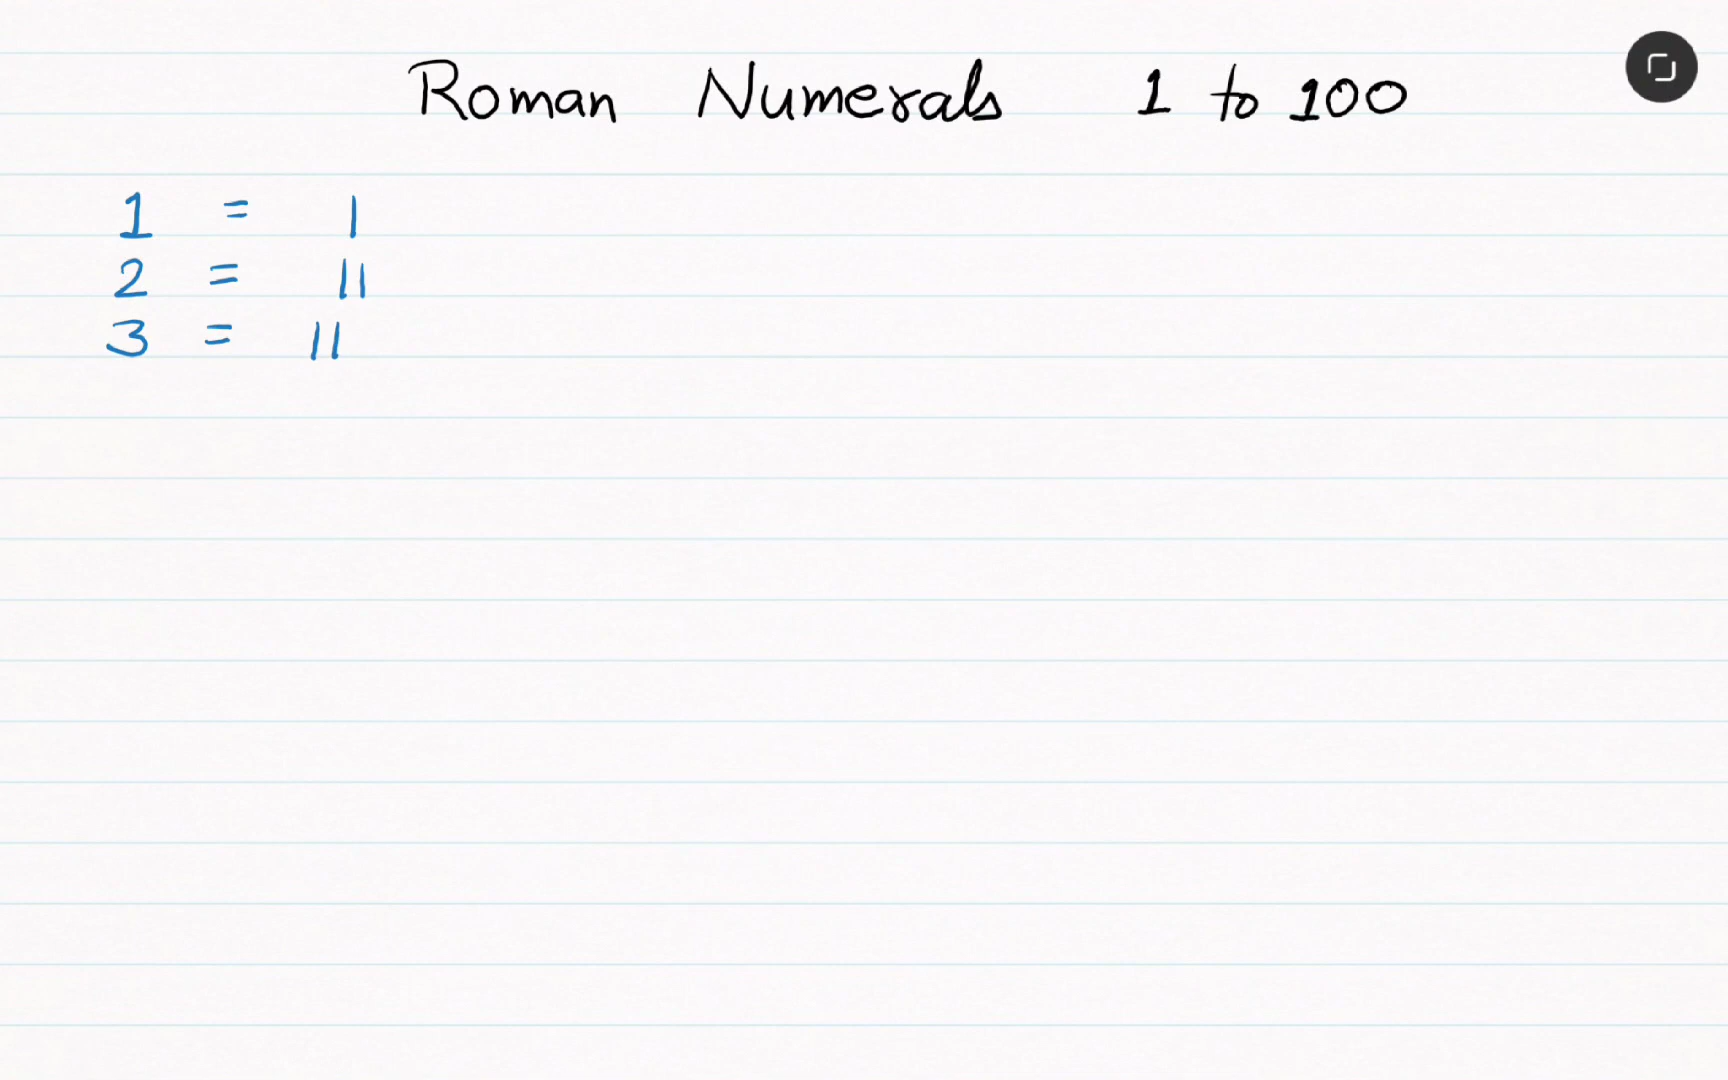 Roman Numerals 1 to 100
1 = I
2 = II
3 = II